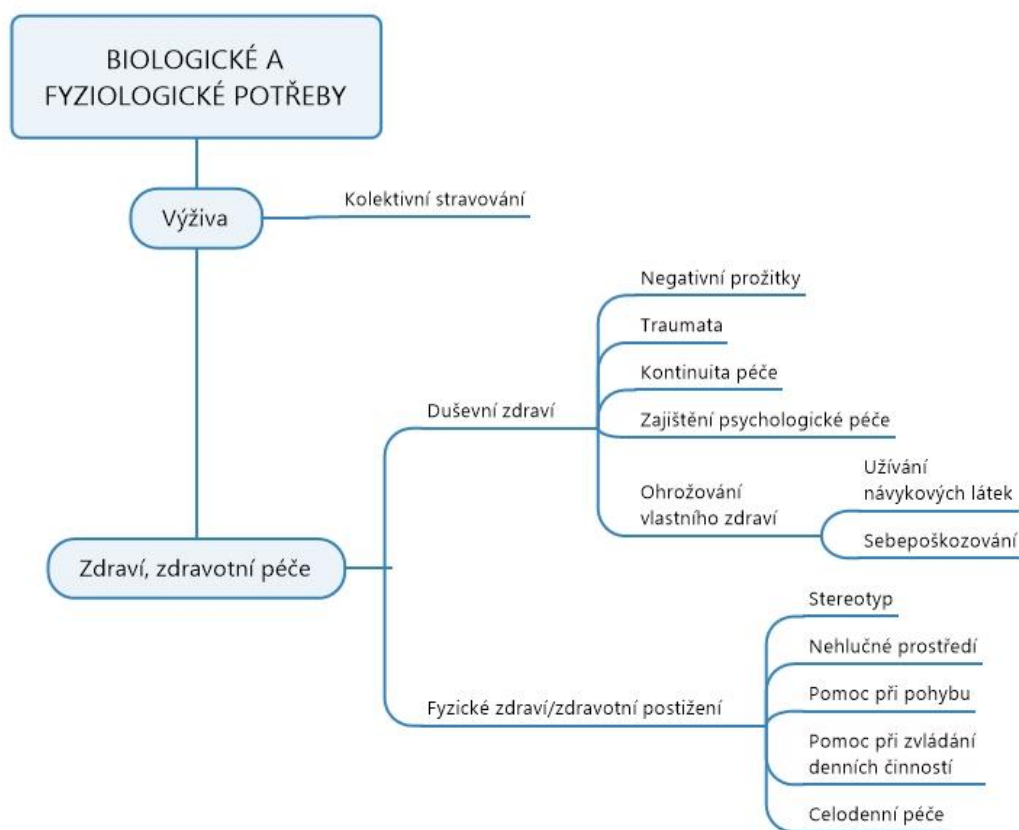 BIOLOGICKÉ A
FYZIOLOGICKÉ POTŘEBY
Výživa
Kolektivní stravování
Negativní prožitky
Traumata
Kontinuita péče
Duševní zdraví
Zajištění psychologické péče
Ohrožování
vlastního zdraví
Užívání
návykových látek
Sebepoškozování
Zdraví, zdravotní péče
Stereotyp
Nehlučné prostředí
Pomoc při pohybu
Fyzické zdraví/zdravotní postižení
Pomoc při zvládání
denních činností
Celodenní péče